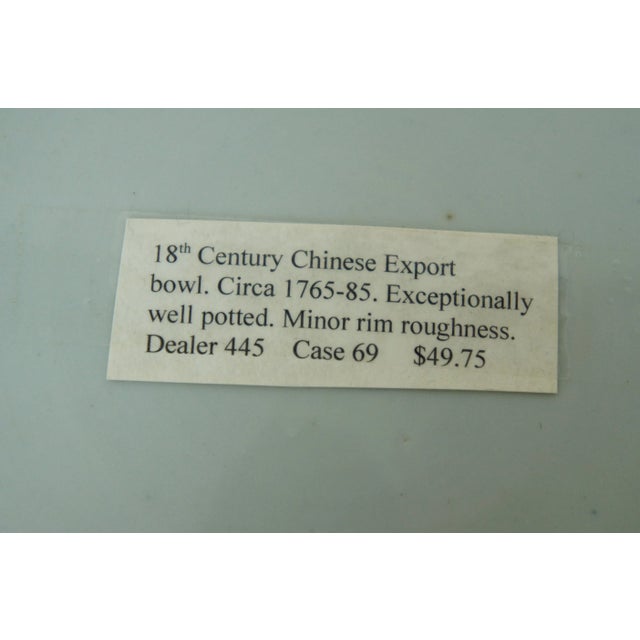 18th Century Chinese Export
bowl. Circa 1765-85. Exceptionally
well potted. Minor rim roughness.
Dealer 445 Case 69 $49.75